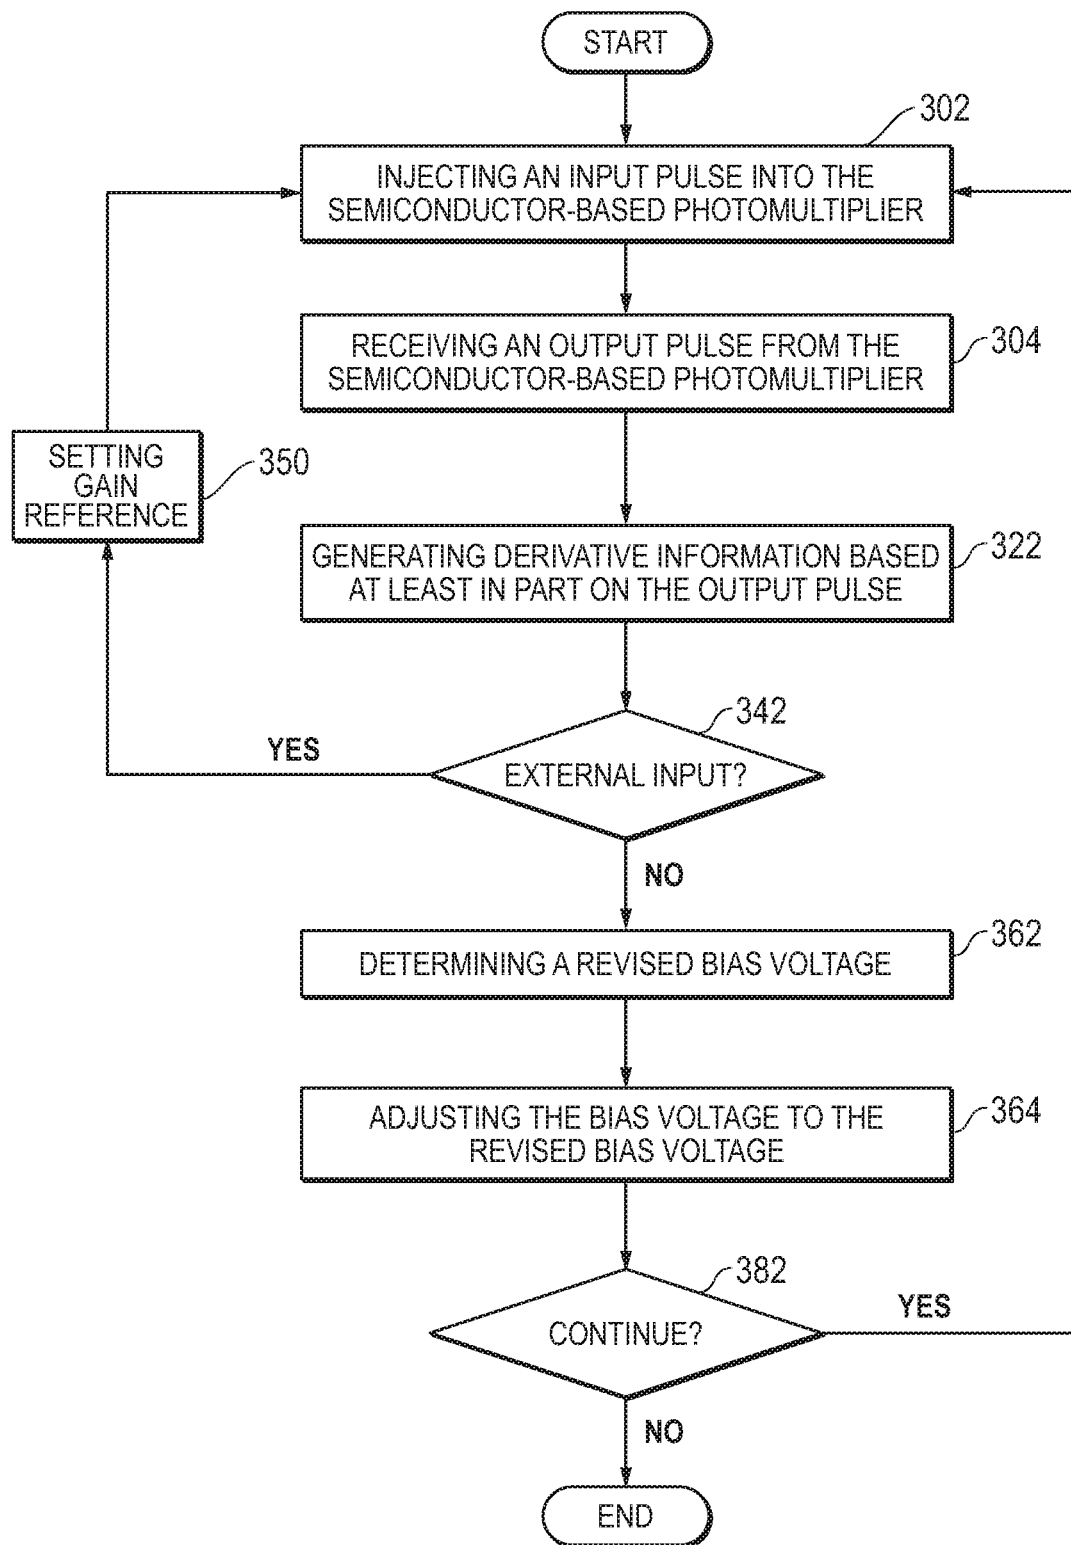 START
302
INJECTING AN INPUT PULSE INTO THE
SEMICONDUCTOR-BASED PHOTOMULTIPLIER
RECEIVING AN OUTPUT PULSE FROM THE
SEMICONDUCTOR-BASED PHOTOMULTIPLIER
304
SETTING
GAIN
REFERENCE
350
GENERATING DERIVATIVE INFORMATION BASED
AT LEAST IN PART ON THE OUTPUT PULSE
322
342
YES
EXTERNAL INPUT?
NO
362
DETERMINING A REVISED BIAS VOLTAGE
ADJUSTING THE BIAS VOLTAGE TO THE
REVISED BIAS VOLTAGE
364
382
CONTINUE?
YES
NO
END